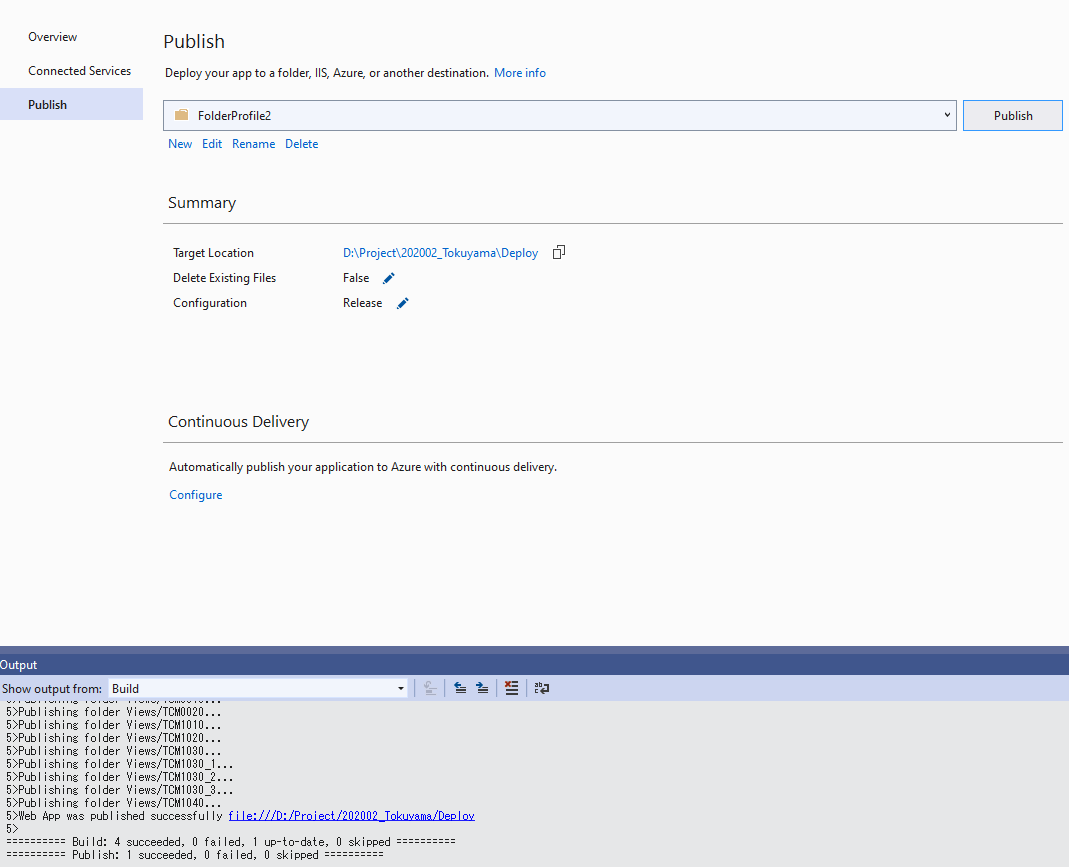 Overview
Connected Services
Publish
Publish
Deploy your app to a folder, IIS, Azure, or another destination. More info
FolderProfile2
Publish
New Edit Rename Delete
Summary
Target Location D:\Project\202002_Tokuyama\Deploy
Delete Existing Files False
Configuration Release
Continuous Delivery
Automatically publish your application to Azure with continuous delivery.
Configure
Output
Show output from: Build
5>Publishing folder Views/TCM0020...
5>Publishing folder Views/TCM1010...
5>Publishing folder Views/TCM1020...
5>Publishing folder Views/TCM1030...
5>Publishing folder Views/TCM1030_1...
5>Publishing folder Views/TCM1030_2...
5>Publishing folder Views/TCM1030_3...
5>Publishing folder Views/TCM1040...
5>Web App was published successfully file:///D:/Project/202002_Tokuyama/Deploy
5>
========== Build: 4 succeeded, 0 failed, 1 up-to-date, 0 skipped ==========
========== Publish: 1 succeeded, 0 failed, 0 skipped ==========